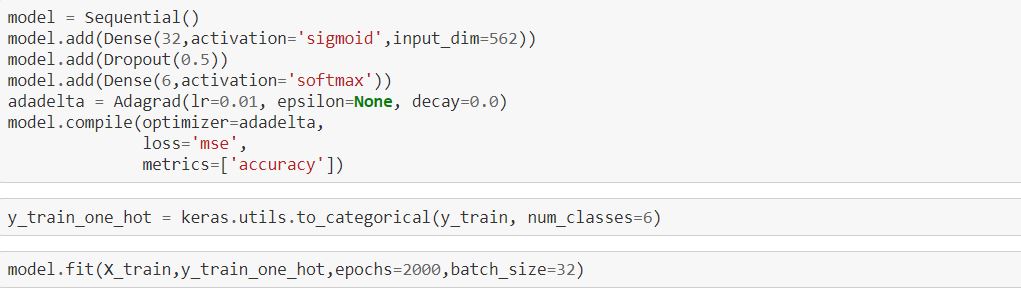 model = Sequential()
model.add(Dense(32,activation='sigmoid',input_dim=562))
model.add(Dropout(0.5))
model.add(Dense(6,activation='softmax'))
adadelta = Adagrad(lr=0.01, epsilon=None, decay=0.0)
model.compile(optimizer=adadelta,
              loss='mse',
              metrics=['accuracy'])
y_train_one_hot = keras.utils.to_categorical(y_train, num_classes=6)
model.fit(X_train,y_train_one_hot,epochs=2000,batch_size=32)